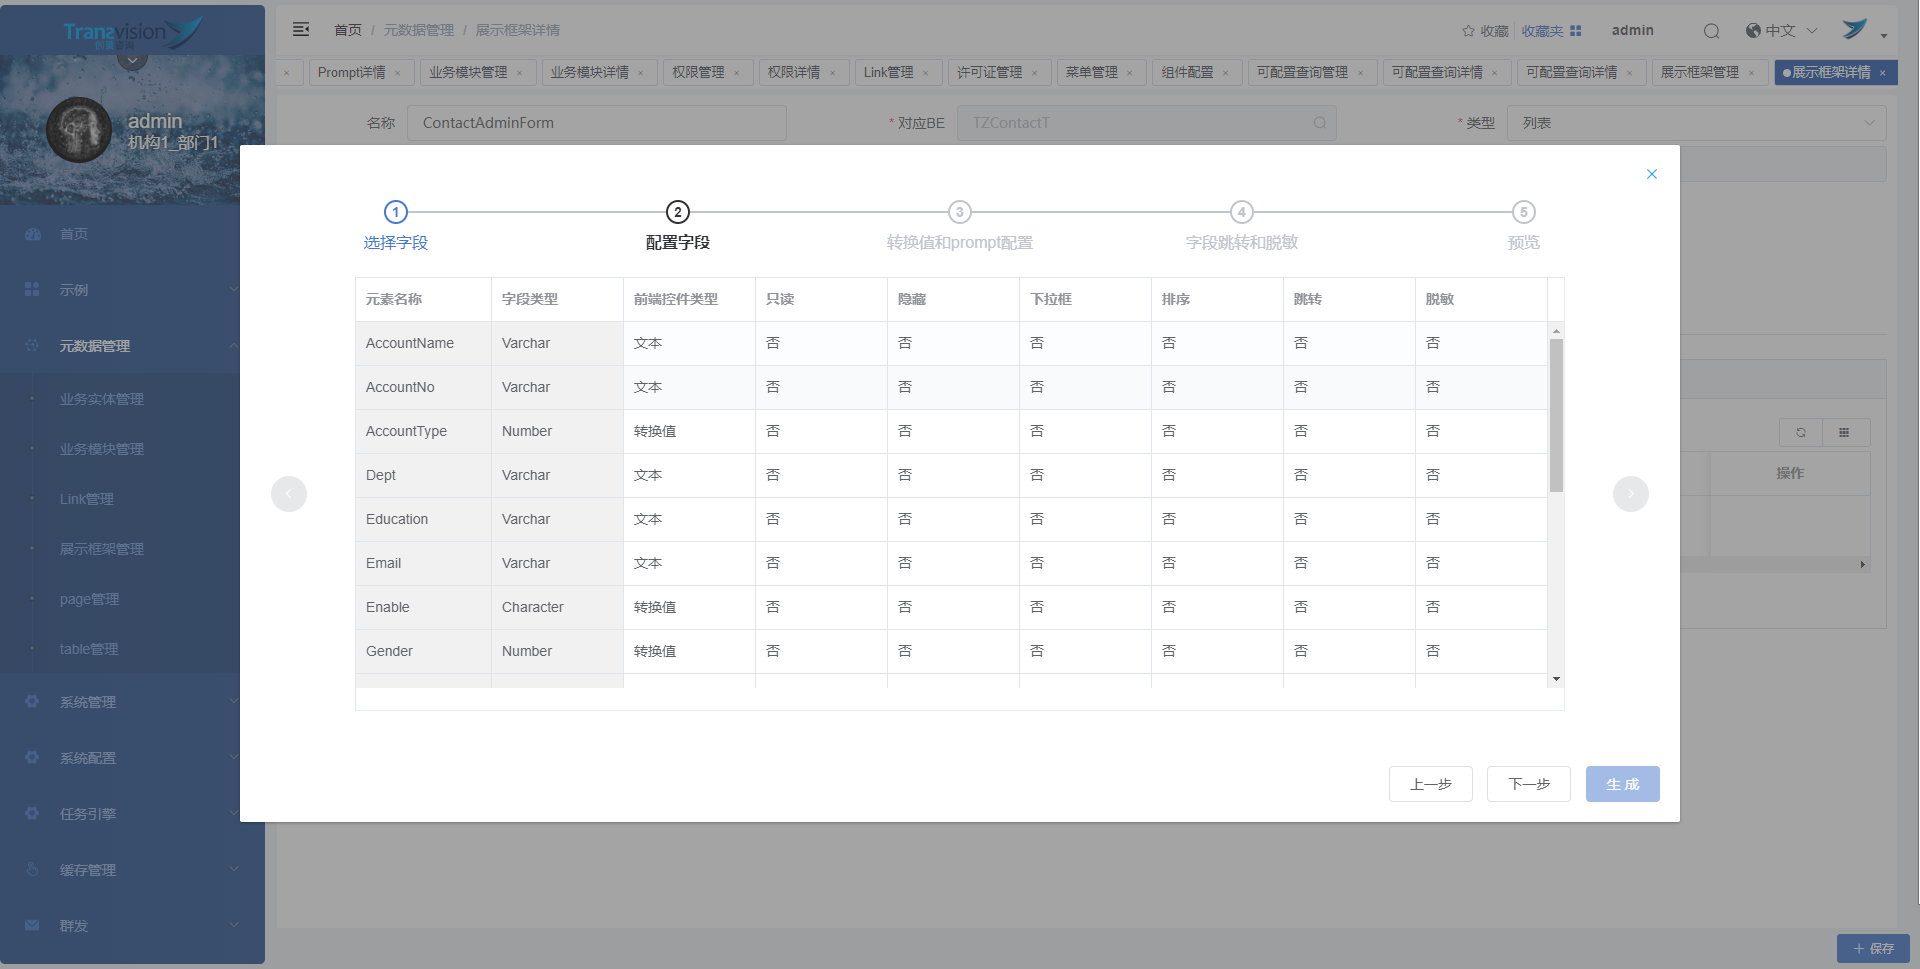 Tranzvision
创景咨询
首页 / 元数据管理 / 展示框架详情
收藏 收藏夹 admin 中文
Prompt详情 业务模块管理 业务模块详情 权限管理 权限详情 Link管理 许可证管理 菜单管理 组件配置 可配置查询管理 可配置查询详情 可配置查询详情 展示框架管理 展示框架详情
admin
机构1_部门1
名称 ContactAdminForm * 对应BE TZContactT * 类型 列表
首页
示例
元数据管理
业务实体管理
业务模块管理
Link管理
展示框架管理
page管理
table管理
系统管理
系统配置
任务引擎
缓存管理
群发
1 2 3 4 5
选择字段 配置字段 转换值和prompt配置 字段跳转和脱敏 预览
元素名称 字段类型 前端控件类型 只读 隐藏 下拉框 排序 跳转 脱敏
AccountName Varchar 文本 否 否 否 否 否 否
AccountNo Varchar 文本 否 否 否 否 否 否
AccountType Number 转换值 否 否 否 否 否 否
Dept Varchar 文本 否 否 否 否 否 否
Education Varchar 文本 否 否 否 否 否 否
Email Varchar 文本 否 否 否 否 否 否
Enable Character 转换值 否 否 否 否 否 否
Gender Number 转换值 否 否 否 否 否 否
操作
上一步 下一步 生成
+ 保存